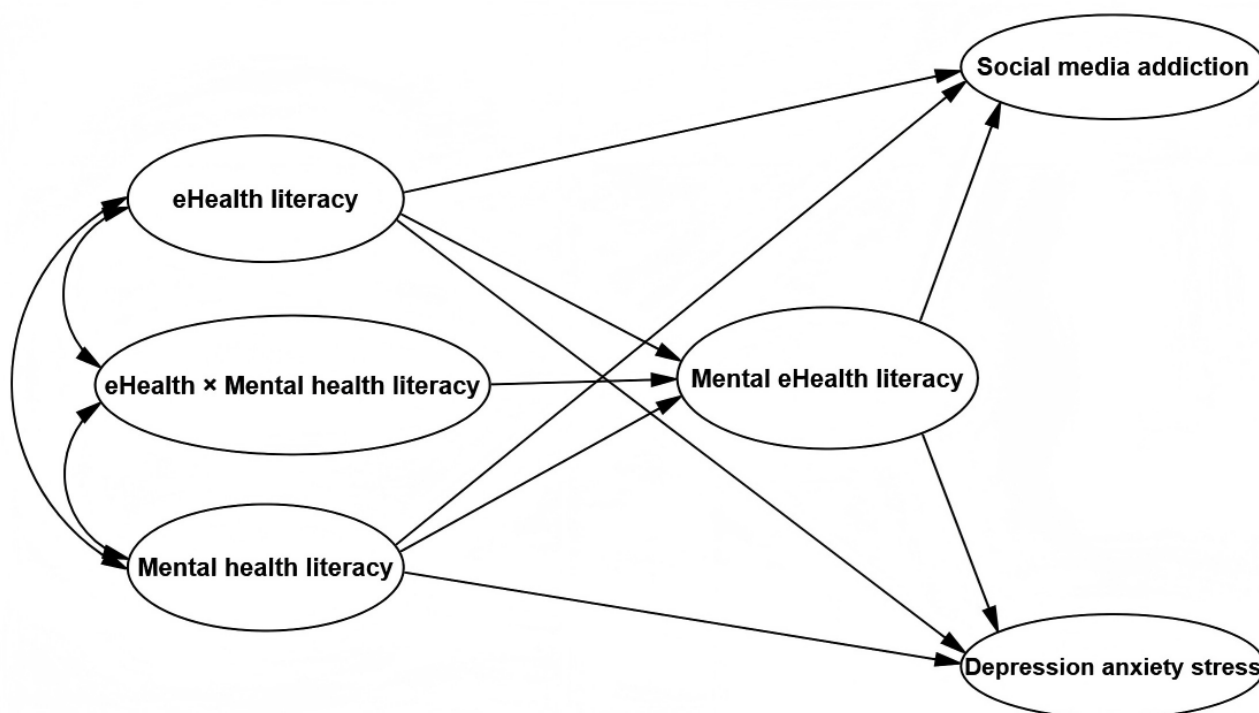 Social media addiction
eHealth literacy
eHealth × Mental health literacy
Mental eHealth literacy
Mental health literacy
Depression anxiety stress